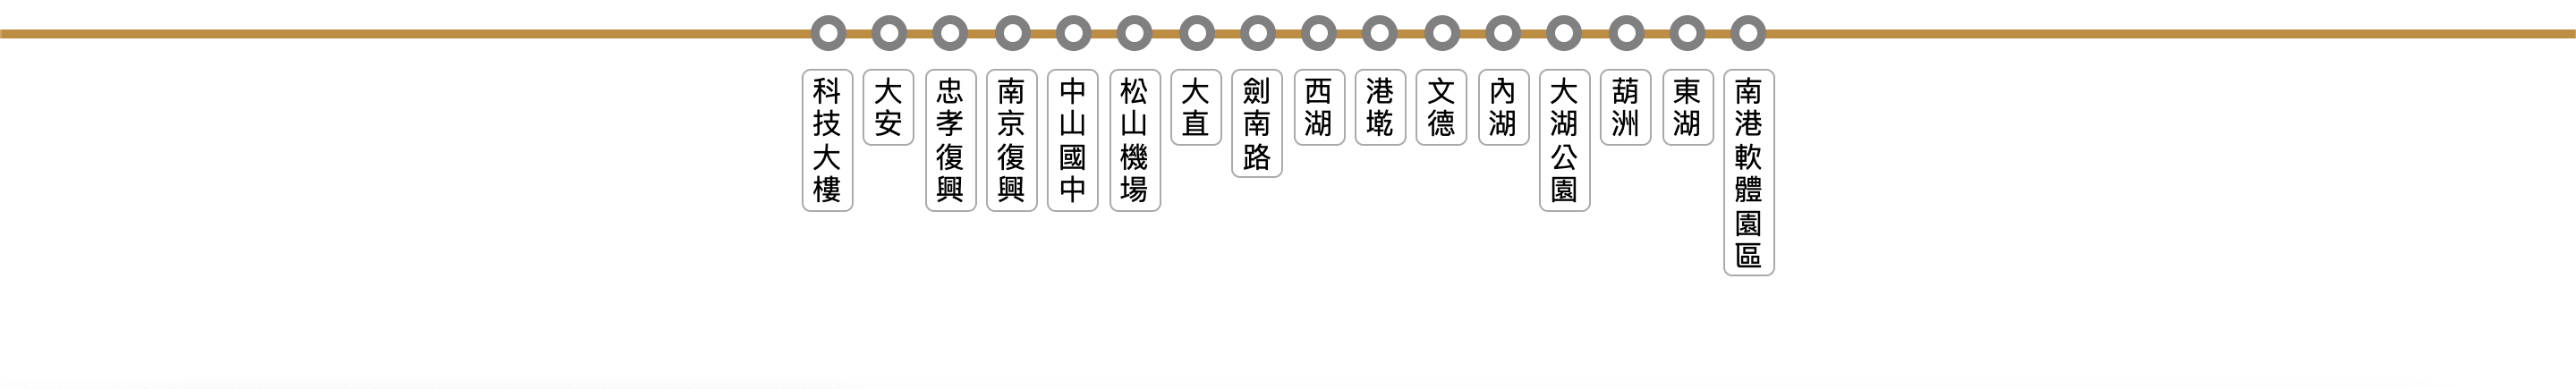 科技大樓
大安
忠孝復興
南京復興
中山國中
松山機場
大直
劍南路
西湖
港墘
文德
內湖
大湖公園
葫洲
東湖
南港軟體園區